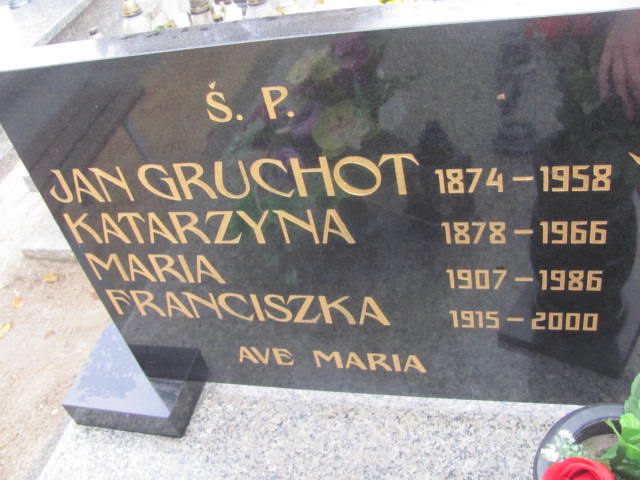 Ś. P.
JAN GRUCHOT 1874 – 1958
KATARZYNA 1878 – 1966
MARIA 1907 – 1986
FRANCISZKA 1915 – 2000
AVE MARIA